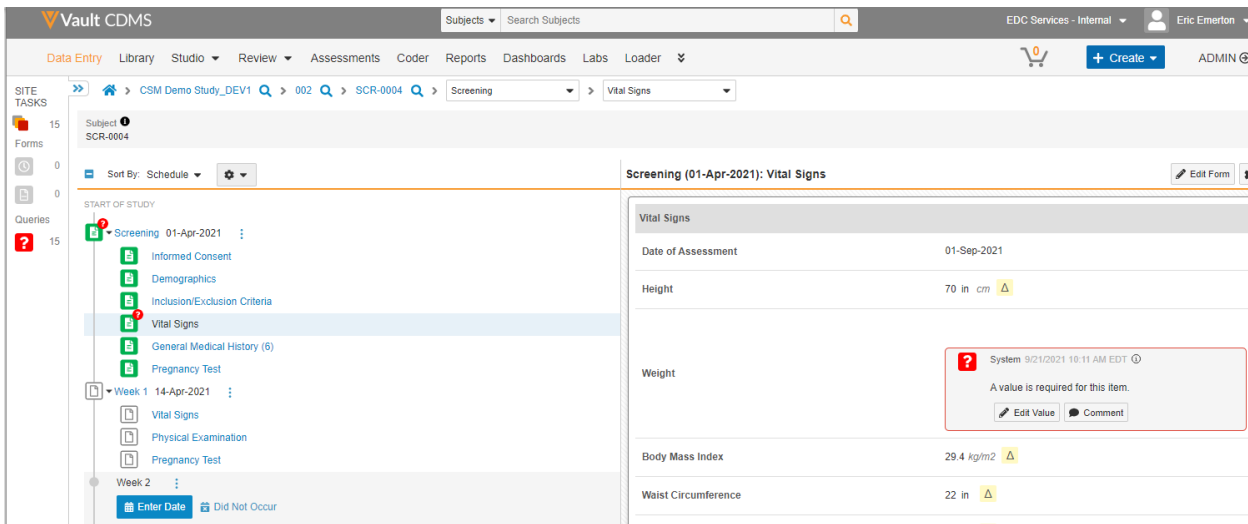 Vault CDMS
Subjects
Search Subjects
EDC Services - Internal
Eric Emerton
Data Entry Library Studio Review Assessments Coder Reports Dashboards Labs Loader
0
+ Create
ADMIN
SITE TASKS
15
Forms
0
0
Queries
? 15
CSM Demo Study_DEV1 > 002 > SCR-0004 > Screening > Vital Signs
Subject
SCR-0004
Sort By: Schedule
START OF STUDY
Screening 01-Apr-2021
Informed Consent
Demographics
Inclusion/Exclusion Criteria
Vital Signs
General Medical History (6)
Pregnancy Test
Week 1 14-Apr-2021
Vital Signs
Physical Examination
Pregnancy Test
Week 2
Enter Date Did Not Occur
Screening (01-Apr-2021): Vital Signs
Edit Form
Vital Signs
Date of Assessment 01-Sep-2021
Height 70 in cm Δ
Weight
? System 9/21/2021 10:11 AM EDT
A value is required for this item.
Edit Value Comment
Body Mass Index 29.4 kg/m2 Δ
Waist Circumference 22 in Δ